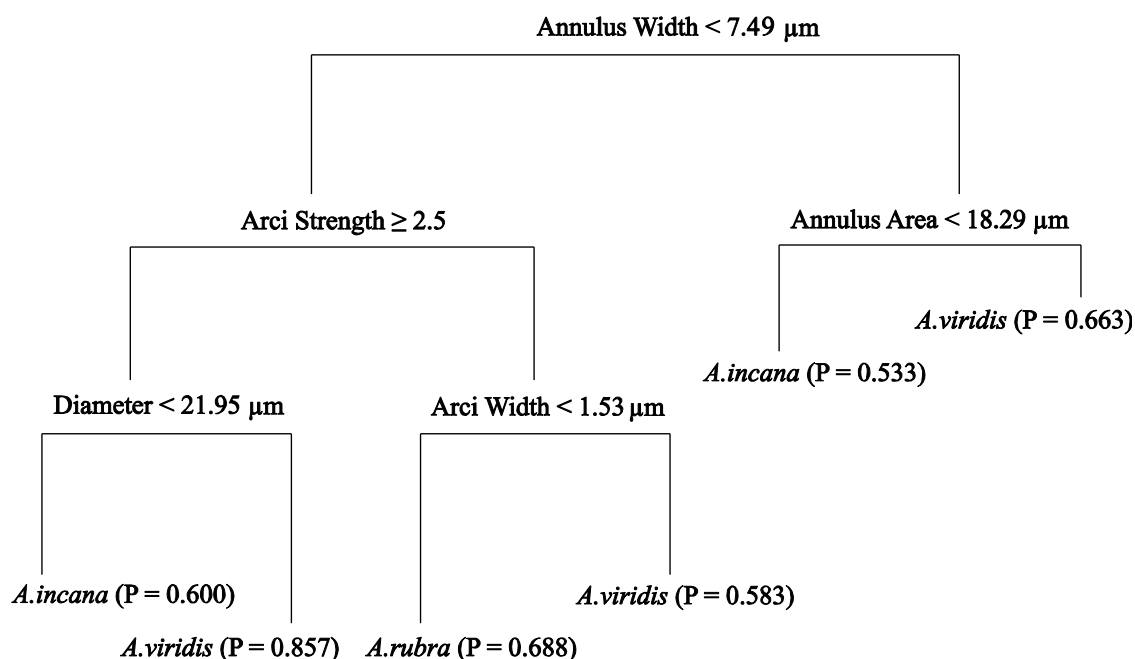 Annulus Width < 7.49 µm
Arci Strength ≥ 2.5
Annulus Area < 18.29 µm
A.viridis (P = 0.663)
A.incana (P = 0.533)
Diameter < 21.95 µm
Arci Width < 1.53 µm
A.incana (P = 0.600)
A.viridis (P = 0.583)
A.viridis (P = 0.857)
A.rubra (P = 0.688)